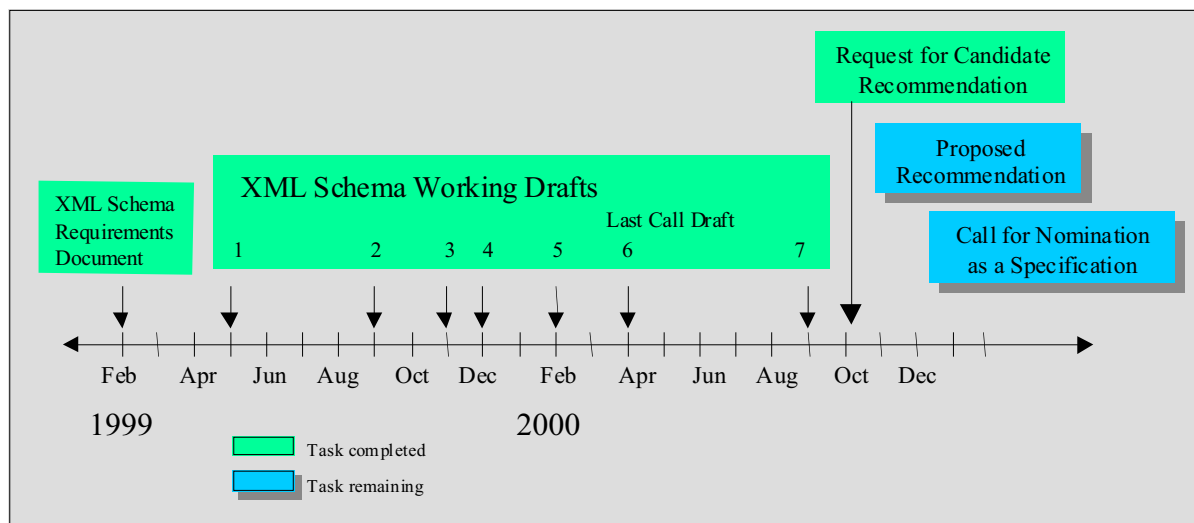 Request for Candidate
Recommendation
Proposed
Recommendation
Call for Nomination
as a Specification
XML Schema
Requirements
Document
XML Schema Working Drafts
Last Call Draft
1 2 3 4 5 6 7
Feb Apr Jun Aug Oct Dec Feb Apr Jun Aug Oct Dec
1999 2000
Task completed
Task remaining